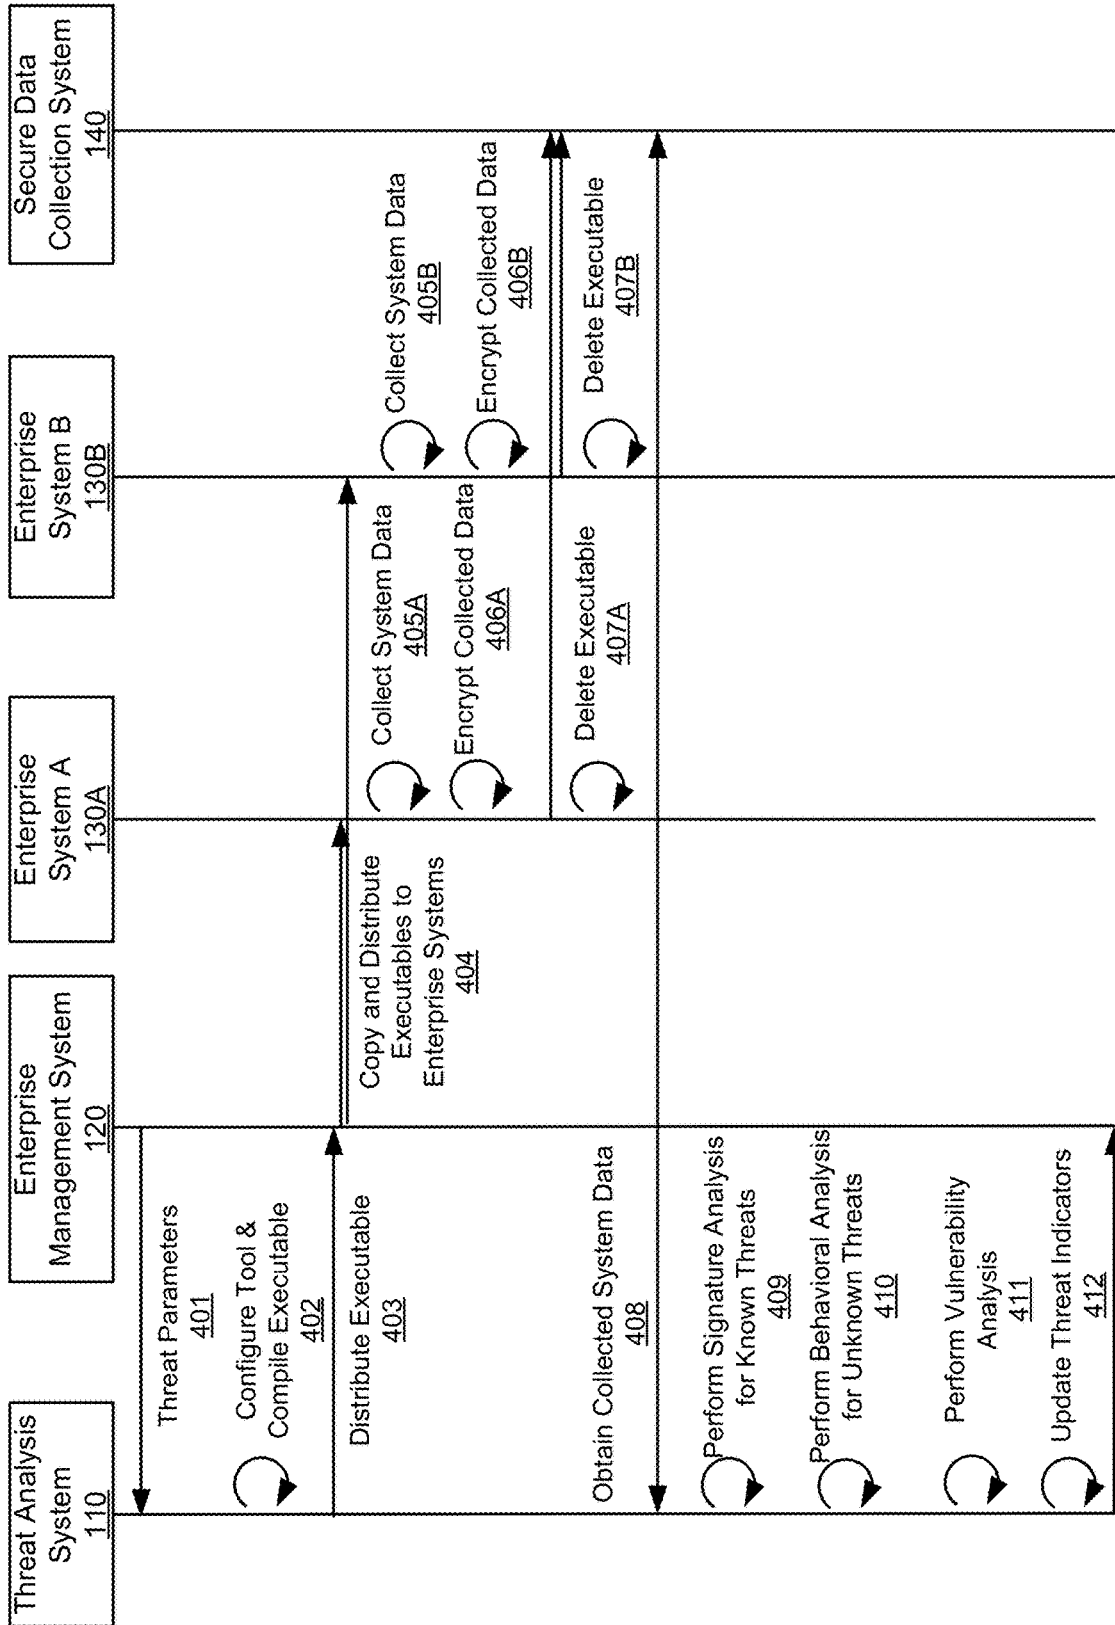 Threat Analysis
System
110
Enterprise
Management System
120
Enterprise
System A
130A
Enterprise
System B
130B
Secure Data
Collection System
140
Threat Parameters
401
Configure Tool &
Compile Executable
402
Distribute Executable
403
Copy and Distribute
Executables to
Enterprise Systems
404
Collect System Data
405A
Collect System Data
405B
Encrypt Collected Data
406A
Encrypt Collected Data
406B
Delete Executable
407A
Delete Executable
407B
Obtain Collected System Data
408
Perform Signature Analysis
for Known Threats
409
Perform Behavioral Analysis
for Unknown Threats
410
Perform Vulnerability
Analysis
411
Update Threat Indicators
412